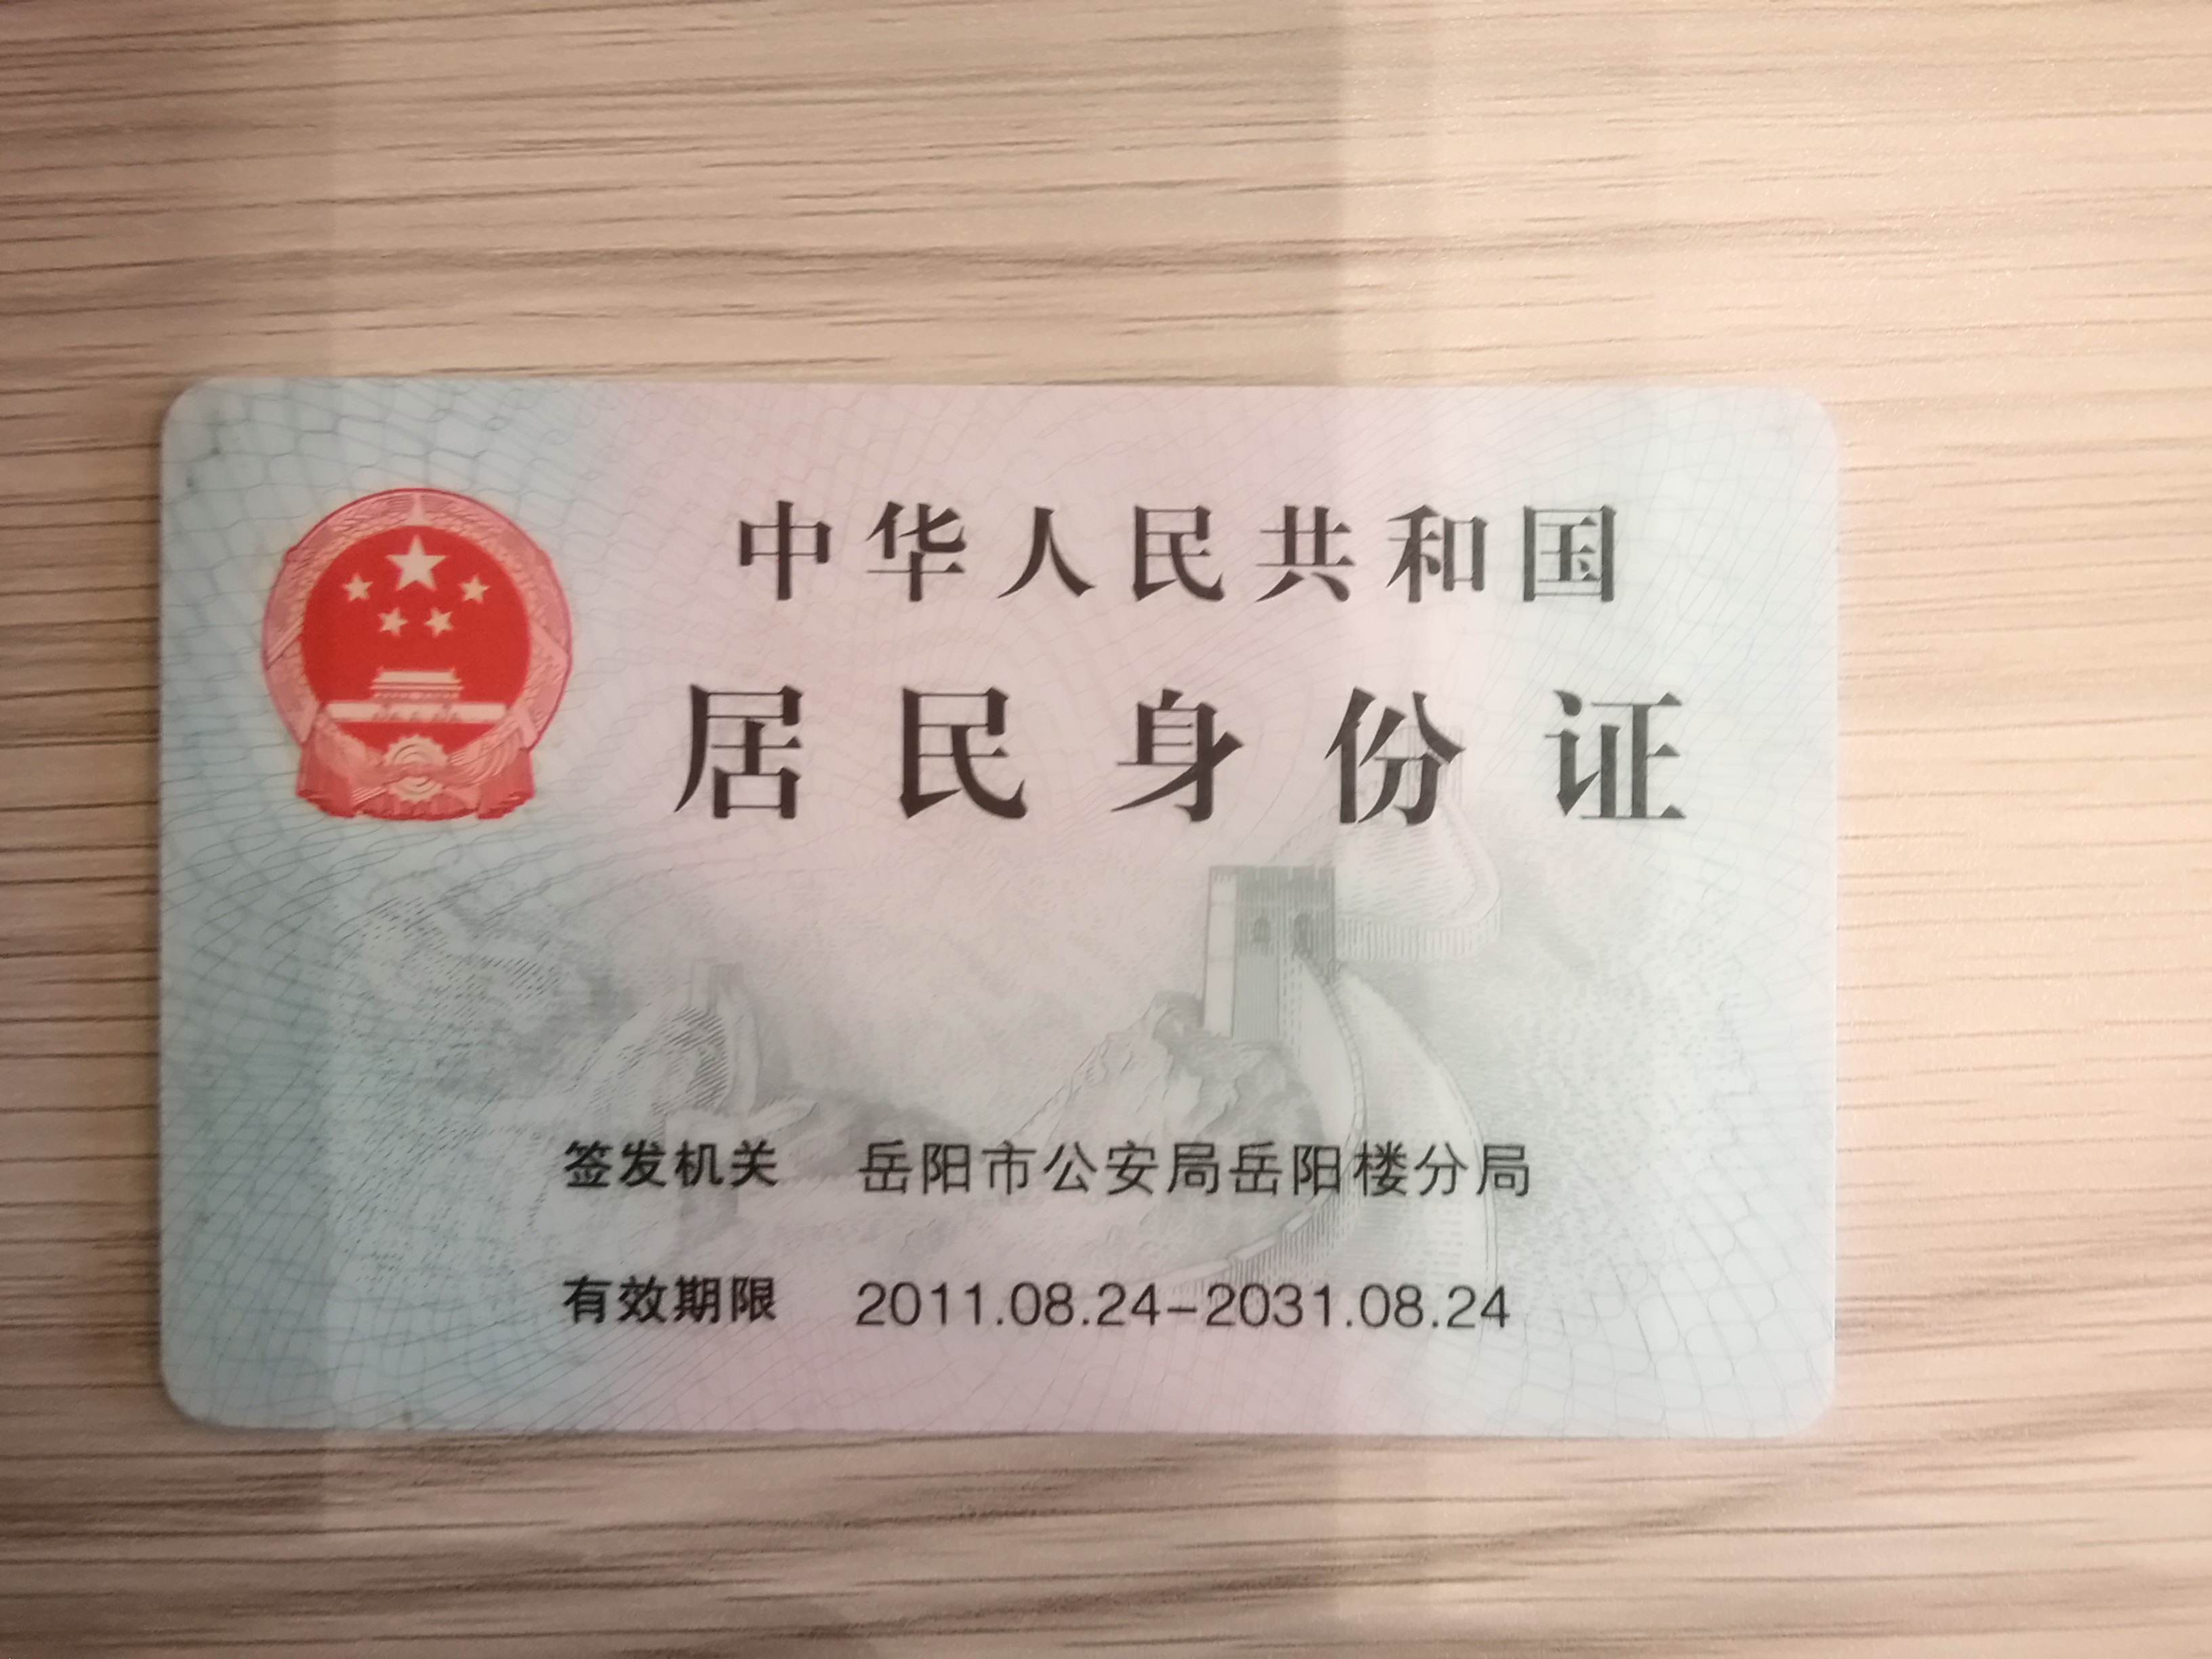 中华人民共和国
居民身份证
签发机关 岳阳市公安局岳阳楼分局
有效期限 2011.08.24-2031.08.24